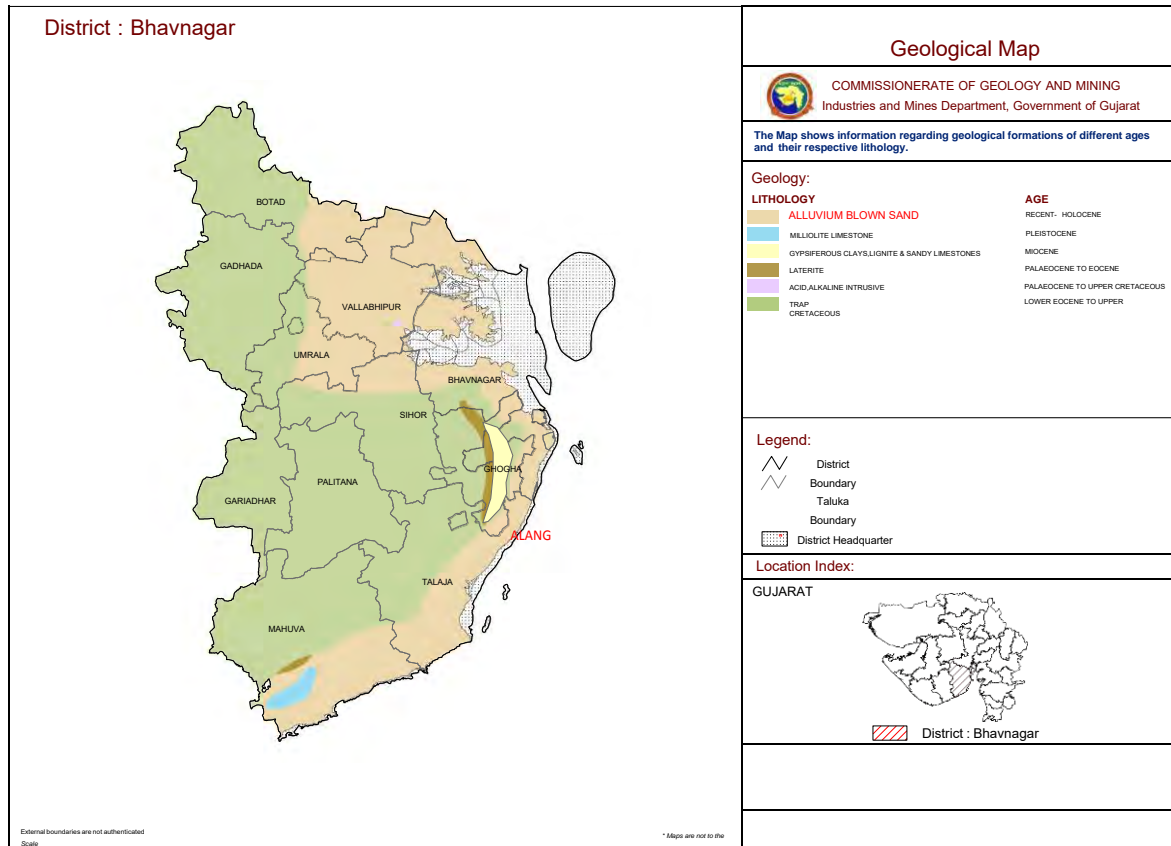 District : Bhavnagar
BOTAD
GADHADA
VALLABHIPUR
UMRALA
BHAVNAGAR
SIHOR
GHOGHA
PALITANA
GARIADHAR
ALANG
TALAJA
MAHUVA
External boundaries are not authenticated
Scale
* Maps are not to the
Geological Map
COMMISSIONERATE OF GEOLOGY AND MINING
Industries and Mines Department, Government of Gujarat
The Map shows information regarding geological formations of different ages
and their respective lithology.
Geology:
LITHOLOGY AGE
ALLUVIUM BLOWN SAND RECENT- HOLOCENE
MILLIOLITE LIMESTONE PLEISTOCENE
GYPSIFEROUS CLAYS,LIGNITE & SANDY LIMESTONES MIOCENE
LATERITE PALAEOCENE TO EOCENE
ACID,ALKALINE INTRUSIVE PALAEOCENE TO UPPER CRETACEOUS
TRAP LOWER EOCENE TO UPPER
CRETACEOUS
Legend:
District
Boundary
Taluka
Boundary
District Headquarter
Location Index:
GUJARAT
District : Bhavnagar